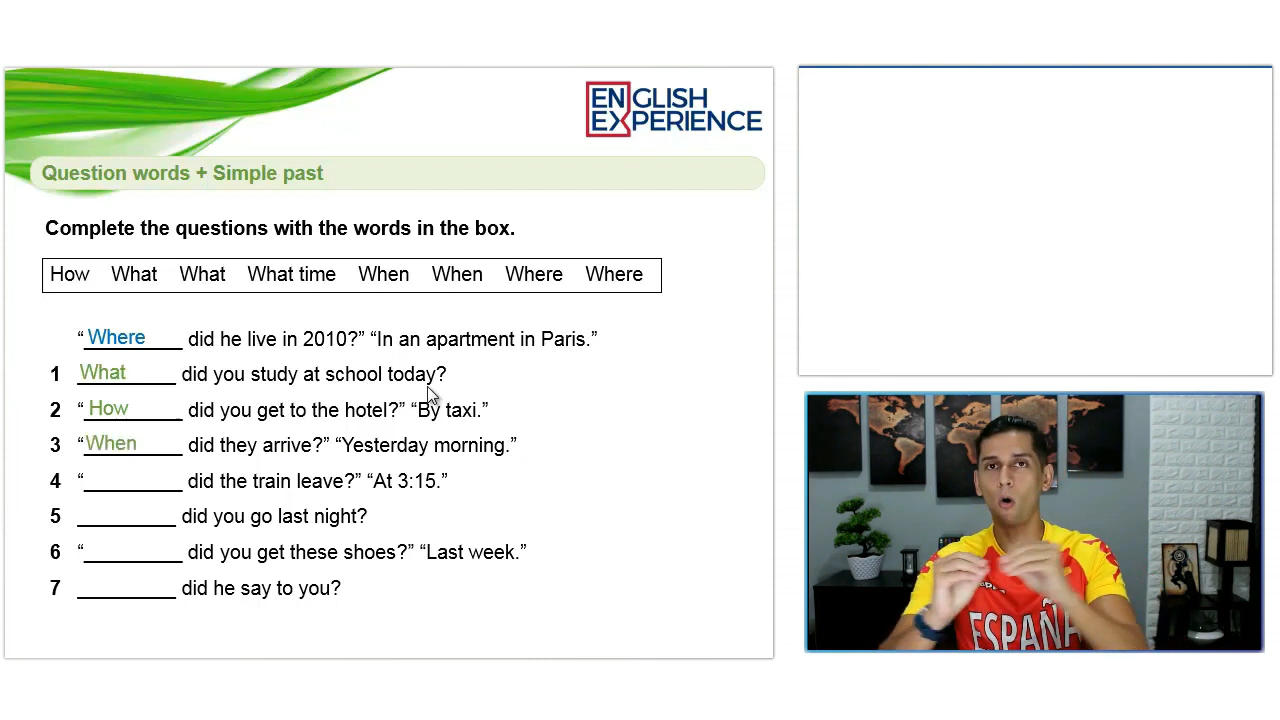 ENGLISH
EXPERIENCE
Question words + Simple past
Complete the questions with the words in the box.
How What What What time When When Where Where
“ Where did he live in 2010?” “In an apartment in Paris.”
1 What did you study at school today?
2 “ How did you get to the hotel?” “By taxi.”
3 “ When did they arrive?” “Yesterday morning.”
4 “__________ did the train leave?” “At 3:15.”
5 __________ did you go last night?
6 “__________ did you get these shoes?” “Last week.”
7 __________ did he say to you?
ESPAÑA